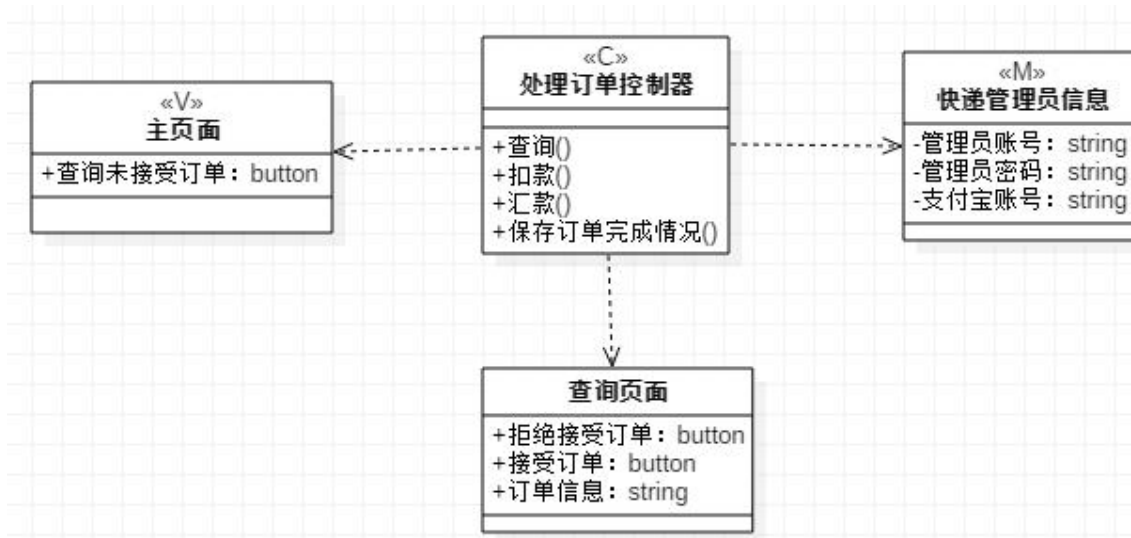 «V»
主页面
+查询未接受订单：button
«C»
处理订单控制器
+查询()
+扣款()
+汇款()
+保存订单完成情况()
«M»
快递管理员信息
-管理员账号：string
-管理员密码：string
-支付宝账号：string
查询页面
+拒绝接受订单：button
+接受订单：button
+订单信息：string